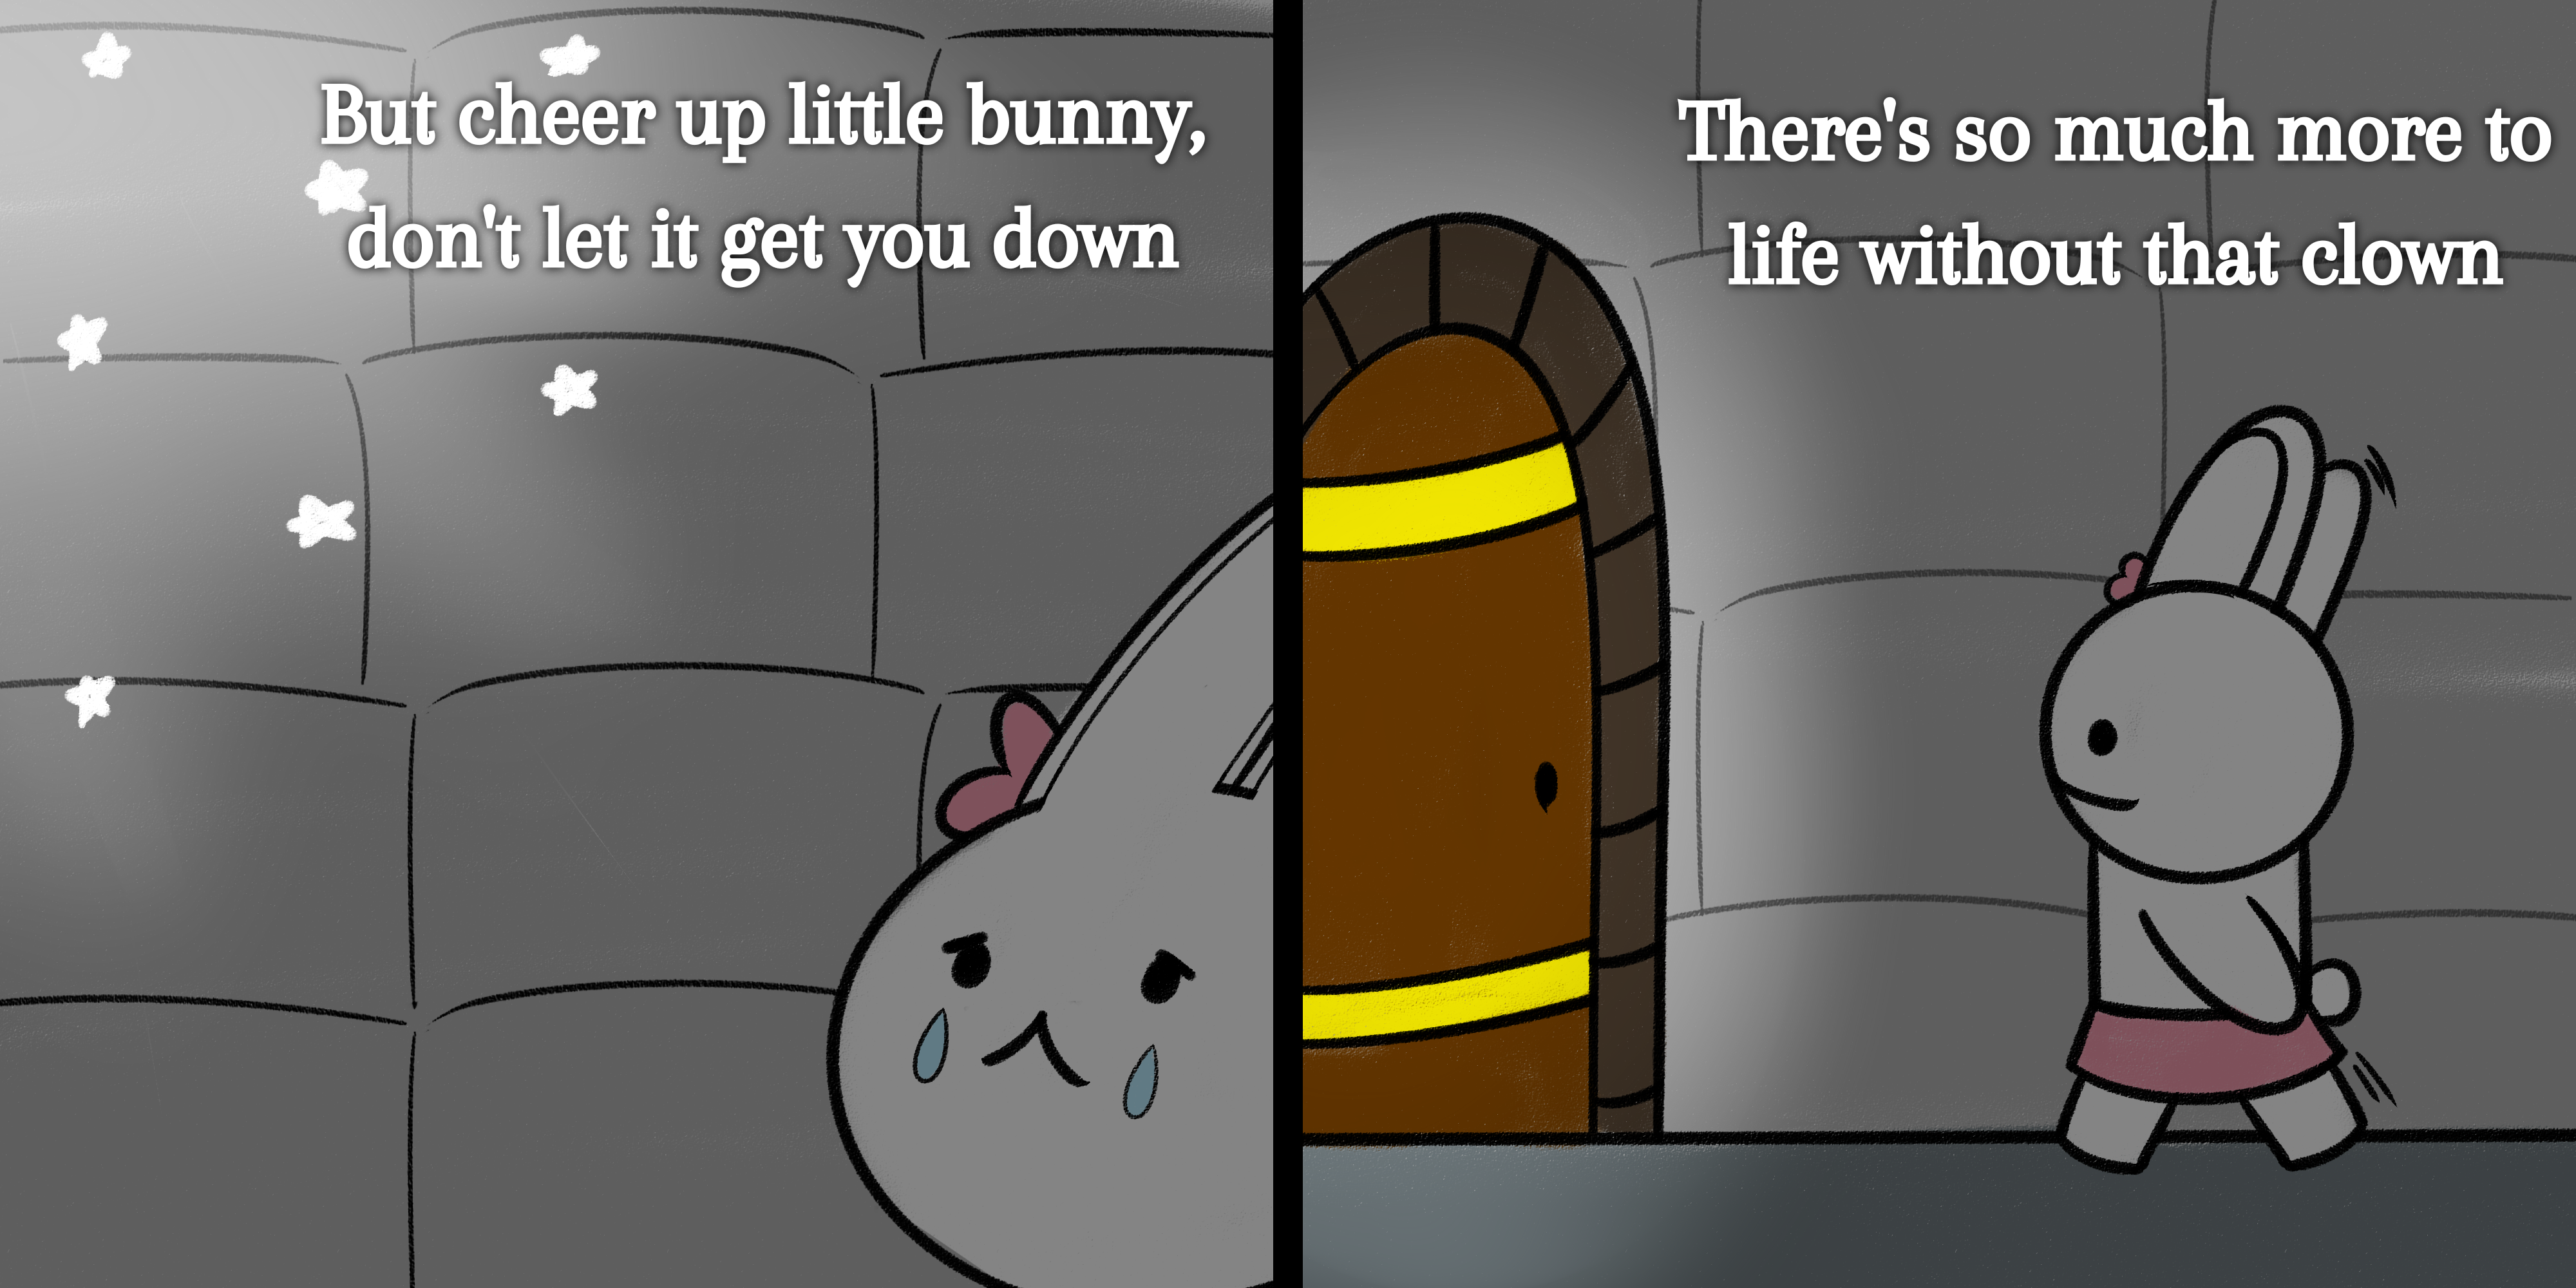 But cheer up little bunny,
don't let it get you down
There's so much more to
life without that clown